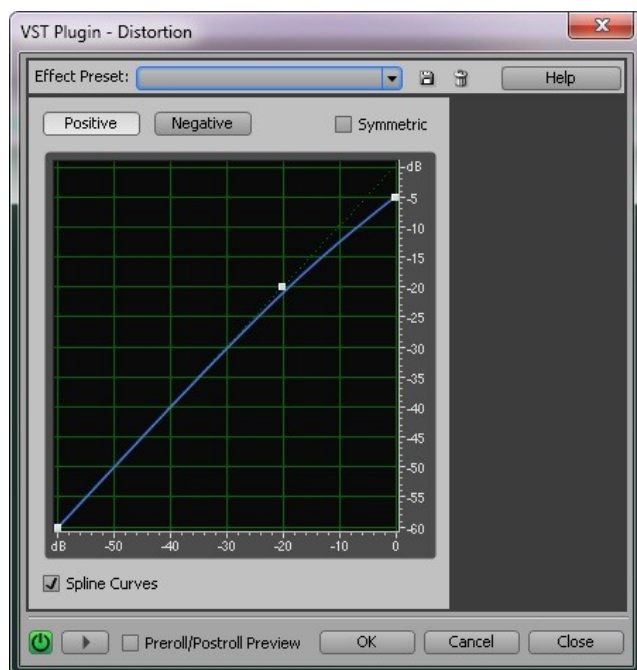 VST Plugin - Distortion
Effect Preset:
Help
Positive Negative Symmetric
dB
-5
-10
-15
-20
-25
-30
-35
-40
-45
-50
-55
-60
dB -50 -40 -30 -20 -10 0
Spline Curves
Preroll/Postroll Preview OK Cancel Close